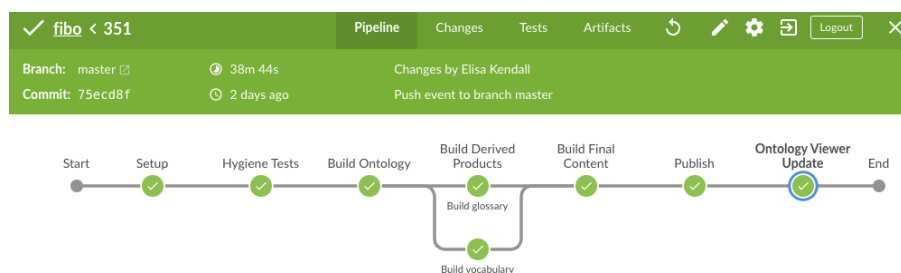 fibo < 351
Pipeline Changes Tests Artifacts Logout
Branch: master 38m 44s Changes by Elisa Kendall
Commit: 75ecd8f 2 days ago Push event to branch master
Start Setup Hygiene Tests Build Ontology Build Derived Products Build Final Content Publish Ontology Viewer Update End
Build glossary
Build vocabulary